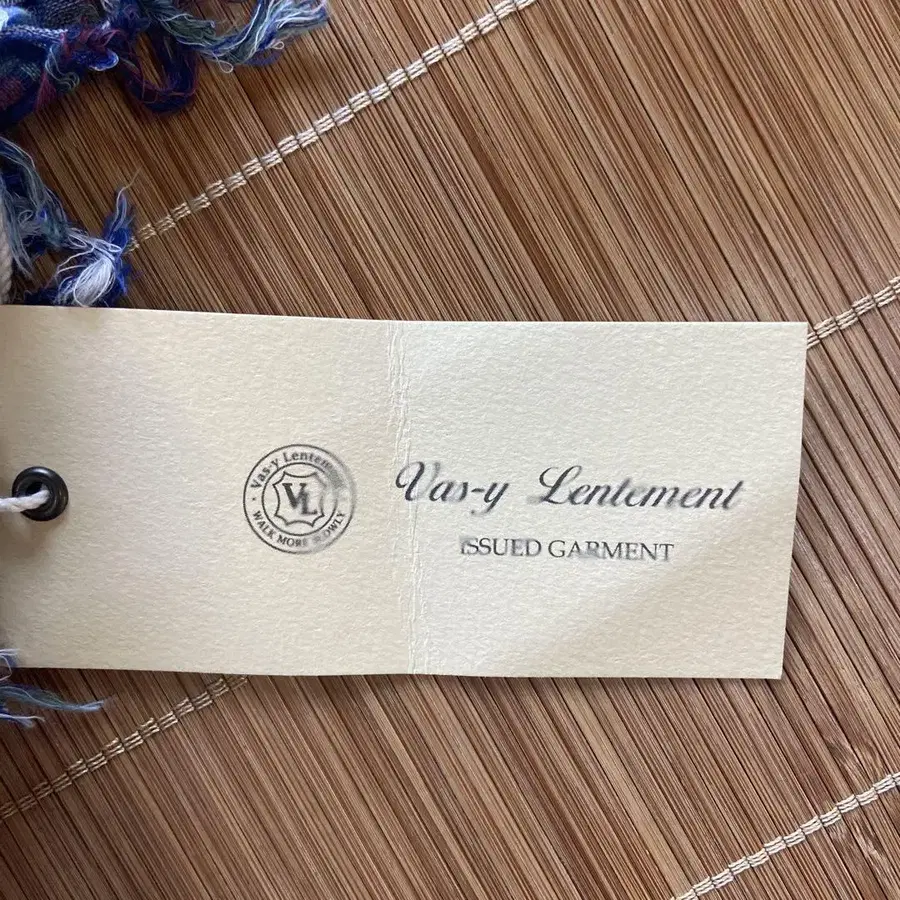 Vas-y Lentement
VL
WALK MORE SLOWLY
Vas-y Lentement
ISSUED GARMENT